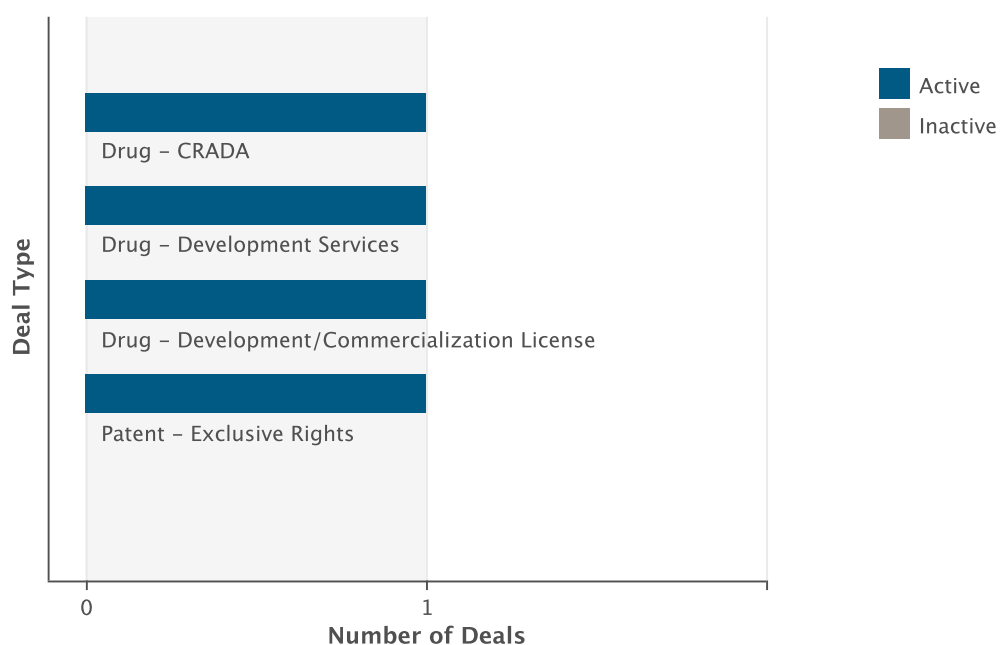 Active
Inactive
Drug – CRADA
Drug – Development Services
Drug – Development/Commercialization License
Patent – Exclusive Rights
Deal Type
0
1
Number of Deals